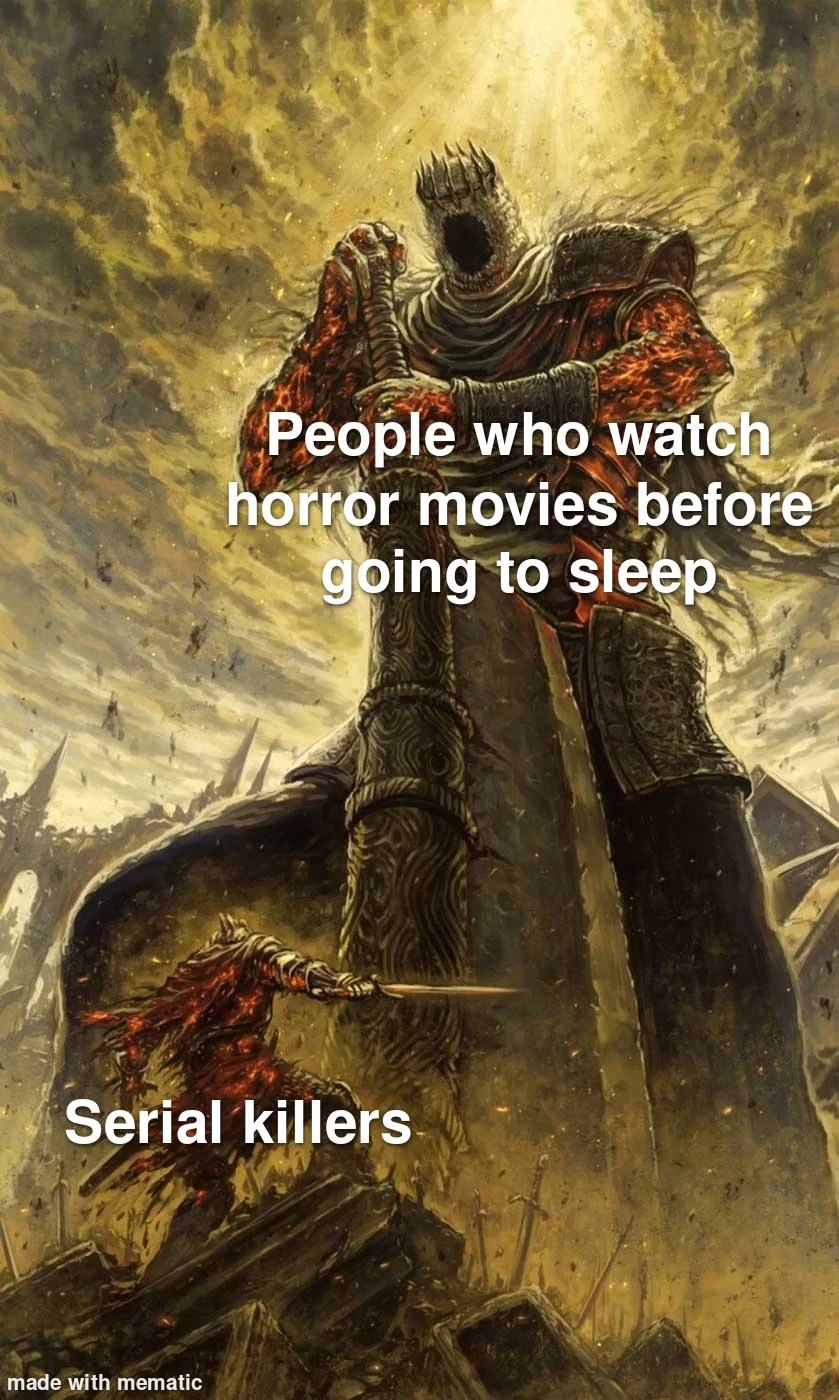 People who watch
horror movies before
going to sleep
Serial killers
made with mematic